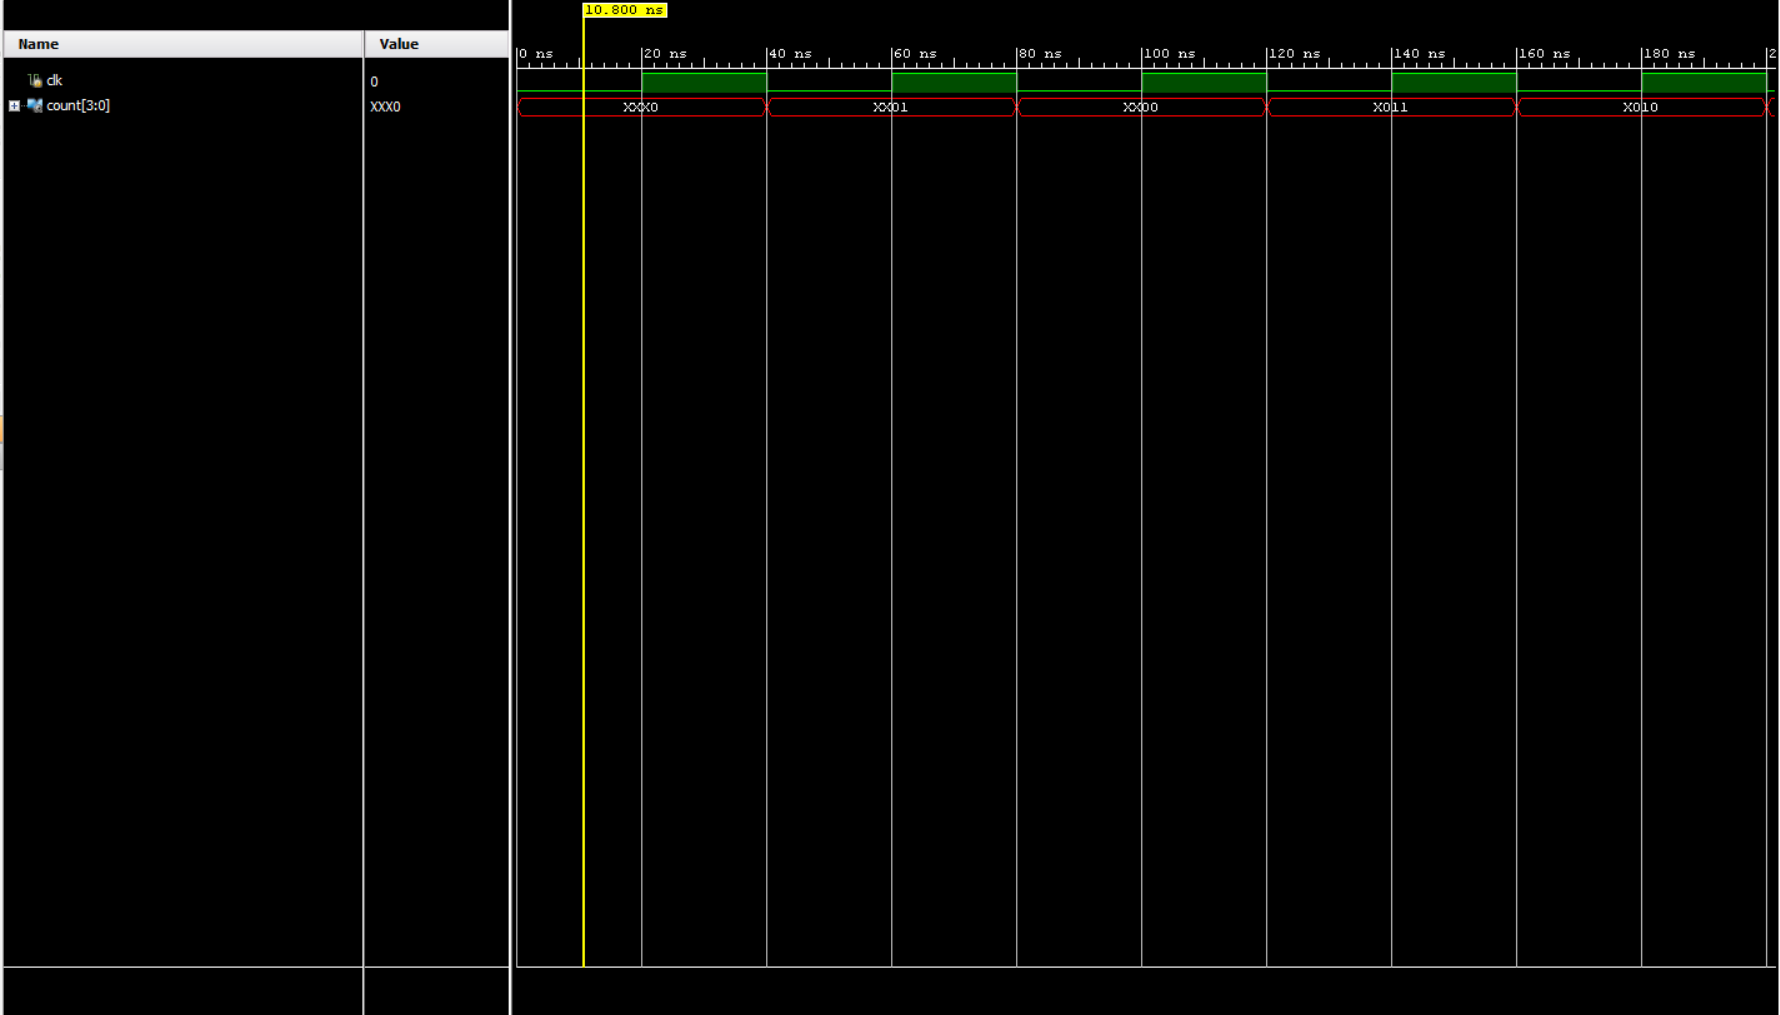 10.800 ns
Name Value
0 ns 20 ns 40 ns 60 ns 80 ns 100 ns 120 ns 140 ns 160 ns 180 ns 2
clk 0
count[3:0] XXX0 XXX0 XX01 XX00 X011 X010